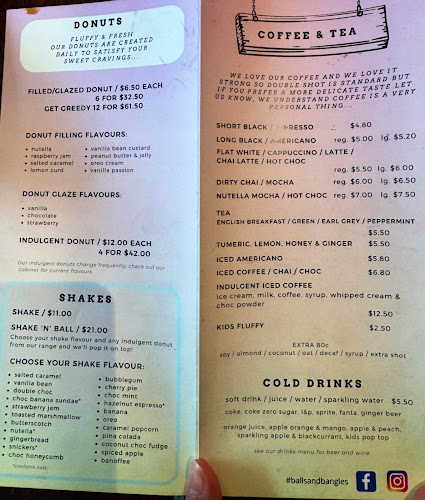 DONUTS
FLUFFY & FRESH
OUR DONUTS ARE CREATED
DAILY TO SATISFY YOUR
SWEET CRAVINGS...
FILLED/GLAZED DONUT / $6.50 EACH
6 FOR $32.50
GET GREEDY 12 FOR $61.50
DONUT FILLING FLAVOURS:
• nutella
• raspberry jam
• salted caramel
• lemon curd
• vanilla bean custard
• peanut butter & jelly
• oreo cream
• vanilla passion
DONUT GLAZE FLAVOURS:
• vanilla
• chocolate
• strawberry
INDULGENT DONUT / $12.00 EACH
4 FOR $42.00
Our indulgent donuts change frequently, check out our
cabinet for current flavours.
SHAKES
SHAKE / $11.00
SHAKE 'N' BALL / $21.00
Choose your shake flavour and any indulgent donut
from our range and we'll pop it on top!
CHOOSE YOUR SHAKE FLAVOUR:
• salted caramel
• vanilla bean
• double choc
• choc banana sundae*
• strawberry jam
• toasted marshmallow
• butterscotch
• nutella*
• gingerbread
• snickers*
• choc honeycomb
• bubblegum
• cherry pie
• choc mint
• hazelnut espresso*
• banana
• oreo
• caramel popcorn
• pina colada
• coconut choc fudge
• spiced apple
• banoffee
*contains nuts
COFFEE & TEA
WE LOVE OUR COFFEE AND WE LOVE IT
STRONG SO DOUBLE SHOT IS STANDARD BUT
IF YOU PREFER A MORE DELICATE TASTE LET
US KNOW, WE UNDERSTAND COFFEE IS A VERY
PERSONAL THING...
SHORT BLACK / ESPRESSO $4.80
LONG BLACK / AMERICANO reg. $5.00 lg. $5.20
FLAT WHITE / CAPPUCCINO / LATTE /
CHAI LATTE / HOT CHOC
reg. $5.50 lg. $6.00
DIRTY CHAI / MOCHA reg. $6.00 lg. $6.50
NUTELLA MOCHA / HOT CHOC reg. $7.00 lg. $7.50
TEA
ENGLISH BREAKFAST / GREEN / EARL GREY / PEPPERMINT
$5.50
TUMERIC, LEMON, HONEY & GINGER $5.50
ICED AMERICANO $5.80
ICED COFFEE / CHAI / CHOC $6.80
INDULGENT ICED COFFEE
ice cream, milk, coffee, syrup, whipped cream &
choc powder
$12.50
KIDS FLUFFY $2.50
EXTRA 80c
soy / almond / coconut / oat / decaf / syrup / extra shot
COLD DRINKS
soft drink / juice / water / sparkling water $5.50
coke, coke zero sugar, l&p, sprite, fanta, ginger beer
orange juice, apple orange & mango, apple & peach,
sparkling apple & blackcurrant, kids pop top
see our drinks menu for beer and wine
#ballsandbangles